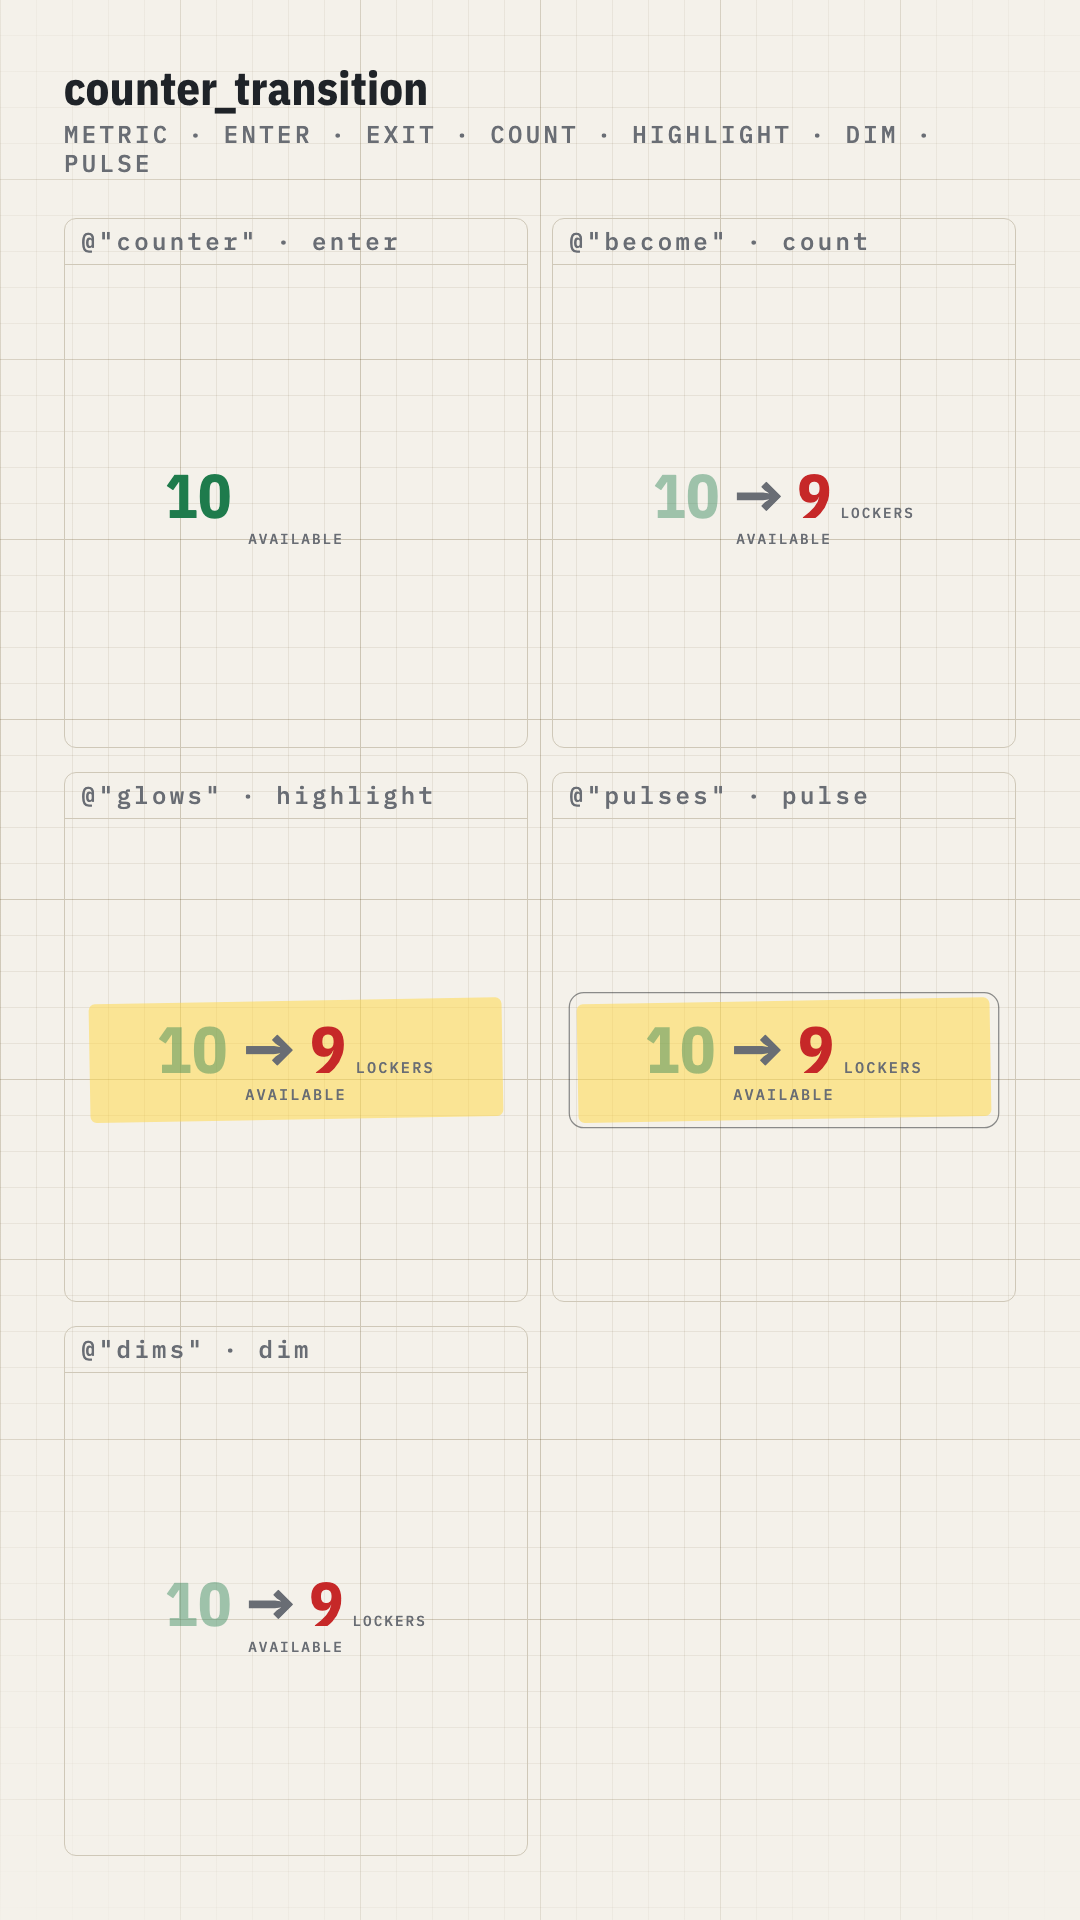 counter_transition
METRIC · ENTER · EXIT · COUNT · HIGHLIGHT · DIM ·
PULSE
@"counter" · enter
10
AVAILABLE
@"become" · count
10 → 9 LOCKERS
AVAILABLE
@"glows" · highlight
10 → 9 LOCKERS
AVAILABLE
@"pulses" · pulse
10 → 9 LOCKERS
AVAILABLE
@"dims" · dim
10 → 9 LOCKERS
AVAILABLE